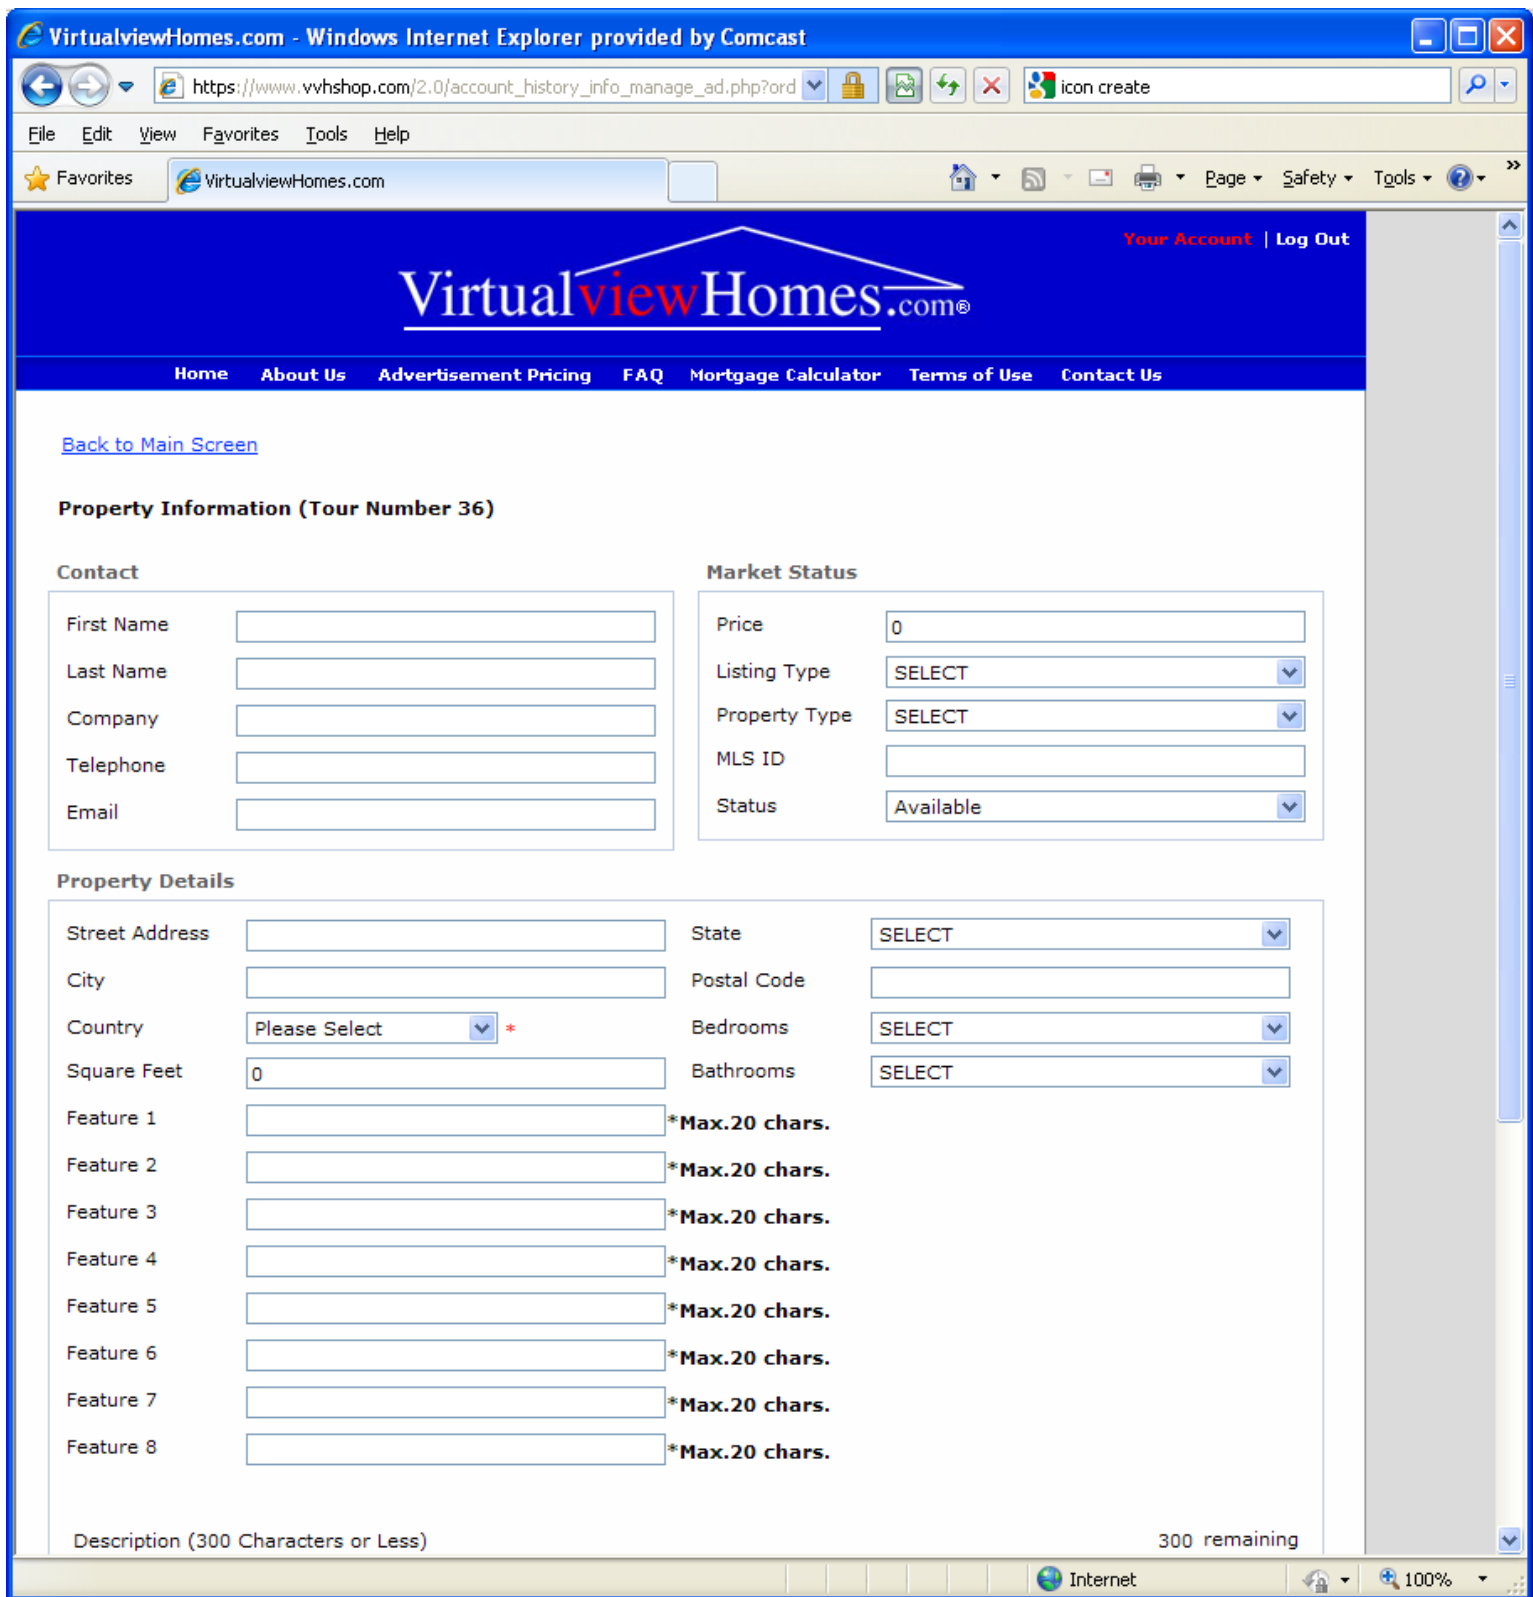 VirtualviewHomes.com - Windows Internet Explorer provided by Comcast
https://www.vvhshop.com/2.0/account_history_info_manage_ad.php?ord
icon create
File Edit View Favorites Tools Help
Favorites
VirtualviewHomes.com
Page Safety Tools
Your Account | Log Out
VirtualviewHomes.com®
Home About Us Advertisement Pricing FAQ Mortgage Calculator Terms of Use Contact Us
Back to Main Screen
Property Information (Tour Number 36)
Contact
First Name
Last Name
Company
Telephone
Email
Market Status
Price 0
Listing Type SELECT
Property Type SELECT
MLS ID
Status Available
Property Details
Street Address State SELECT
City Postal Code
Country Please Select * Bedrooms SELECT
Square Feet 0 Bathrooms SELECT
Feature 1 *Max.20 chars.
Feature 2 *Max.20 chars.
Feature 3 *Max.20 chars.
Feature 4 *Max.20 chars.
Feature 5 *Max.20 chars.
Feature 6 *Max.20 chars.
Feature 7 *Max.20 chars.
Feature 8 *Max.20 chars.
Description (300 Characters or Less) 300 remaining
Internet 100%